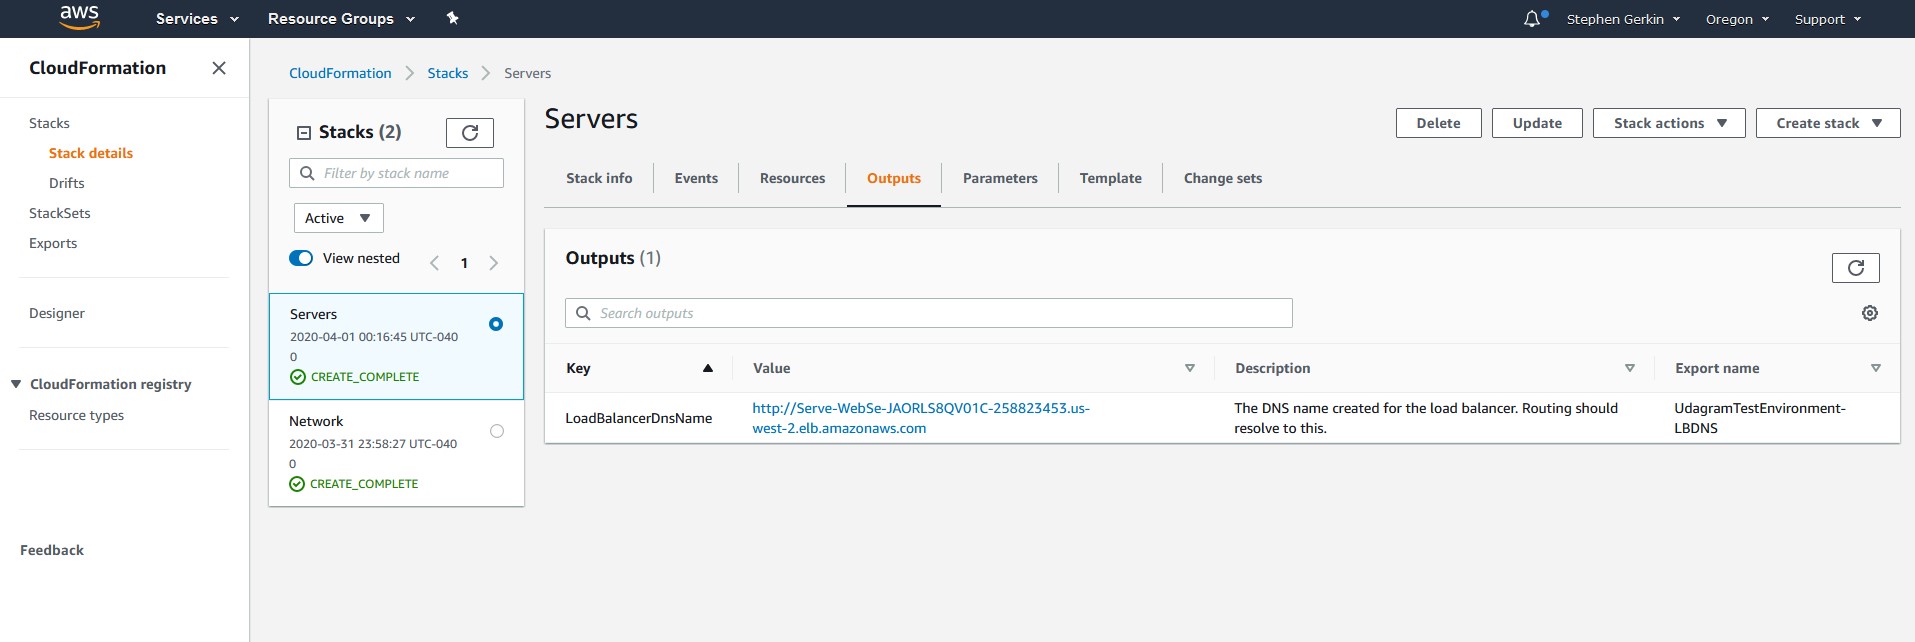 aws
Services
Resource Groups
Stephen Gerkin
Oregon
Support
CloudFormation
Stacks
Stack details
Drifts
StackSets
Exports
Designer
CloudFormation registry
Resource types
Feedback
CloudFormation
Stacks
Servers
Stacks (2)
Filter by stack name
Active
View nested
1
Servers
2020-04-01 00:16:45 UTC-040
0
CREATE_COMPLETE
Network
2020-03-31 23:58:27 UTC-040
0
CREATE_COMPLETE
Servers
Delete
Update
Stack actions
Create stack
Stack info
Events
Resources
Outputs
Parameters
Template
Change sets
Outputs (1)
Search outputs
Key
Value
Description
Export name
LoadBalancerDnsName
http://Serve-WebSe-JAORLS8QV01C-258823453.us-
west-2.elb.amazonaws.com
The DNS name created for the load balancer. Routing should
resolve to this.
UdagramTestEnvironment-
LBDNS